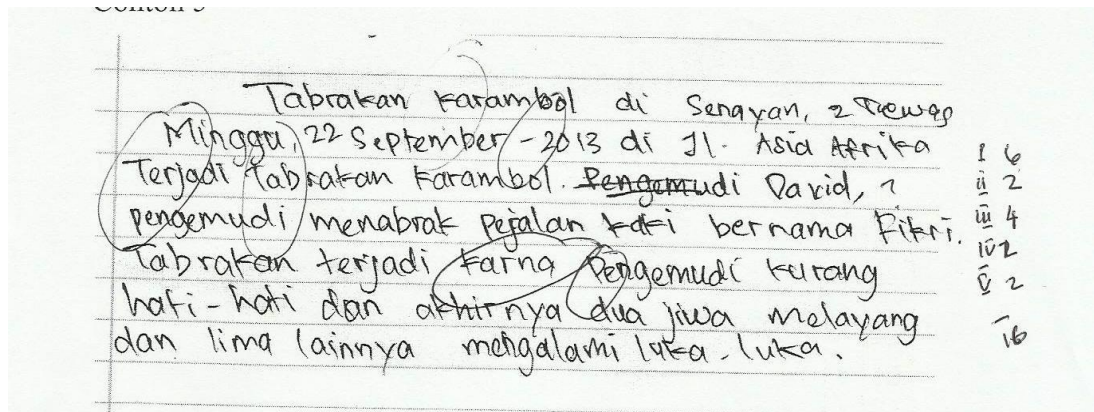 Contoh 3
Tabrakan Karambol di Senayan, 2 Tewas
Minggu, 22 September - 2013 di Jl. Asia Afrika
Terjadi Tabrakan Karambol. Pengemudi David, ?
pengemudi menabrak pejalan kaki bernama Fikri.
Tabrakan terjadi karna Pengemudi kurang
hati-hati dan akhirnya dua jiwa melayang
dan lima lainnya mengalami luka-luka.
I 6
ii 2
iii 4
iv 2
v 2
16